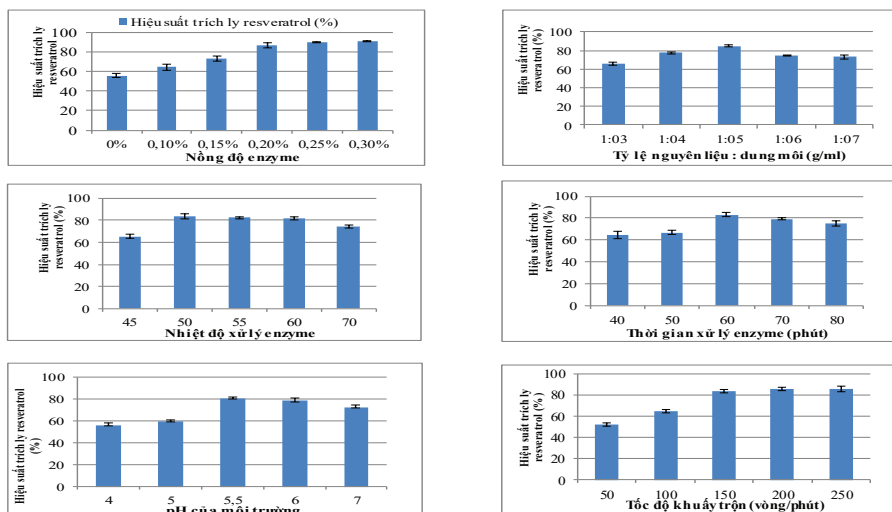 Hiệu suất trích ly resveratrol (%)
Hiệu suất trích ly
resveratrol (%)
100
80
60
40
20
0
0% 0,10% 0,15% 0,20% 0,25% 0,30%
Nồng độ enzyme
Hiệu suất trích ly
resveratrol (%)
100
80
60
40
20
0
1:03 1:04 1:05 1:06 1:07
Tỷ lệ nguyên liệu : dung môi (g/ml)
Hiệu suất trích ly
resveratrol (%)
100
80
60
40
20
0
45 50 55 60 70
Nhiệt độ xử lý enzyme
Hiệu suất trích ly
resveratrol (%)
100
80
60
40
20
0
40 50 60 70 80
Thời gian xử lý enzyme (phút)
Hiệu suất trích ly resveratrol
(%)
100
80
60
40
20
0
4 5 5,5 6 7
pH của môi trường
Hiệu suất trích ly
resveratrol (%)
100
80
60
40
20
0
50 100 150 200 250
Tốc độ khuấy trộn (vòng/phút)